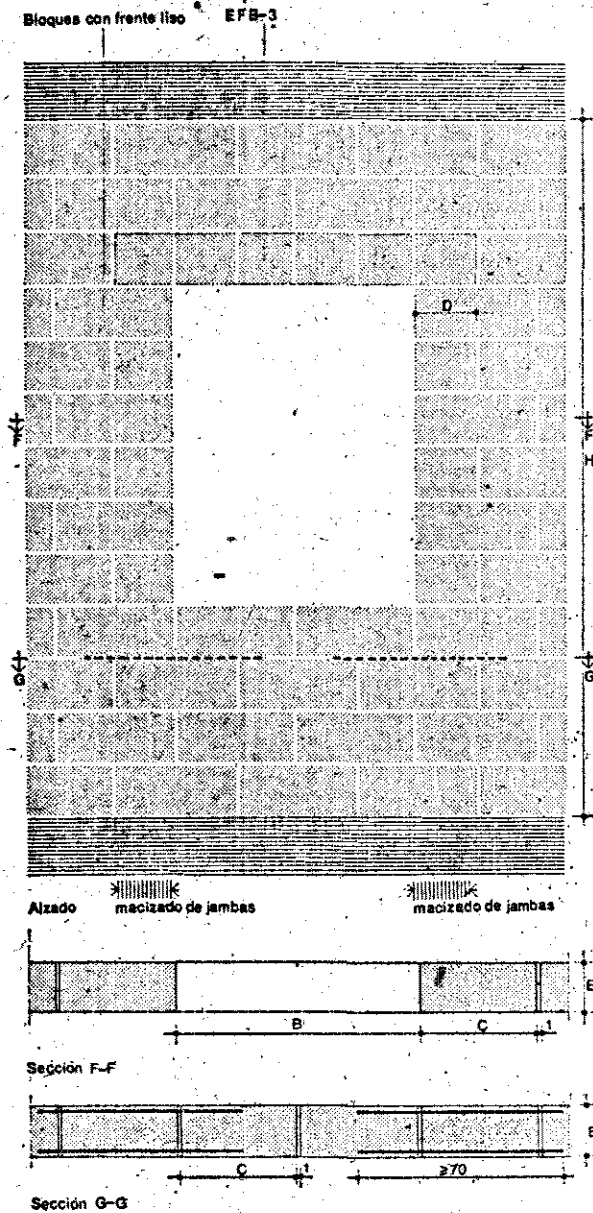 Bloques con frente liso EFB-3
D
F F
H
G G
Alzado macizado de jambas macizado de jambas
E
B C 1
Sección F-F
E
C 1 ≥70
Sección G-G